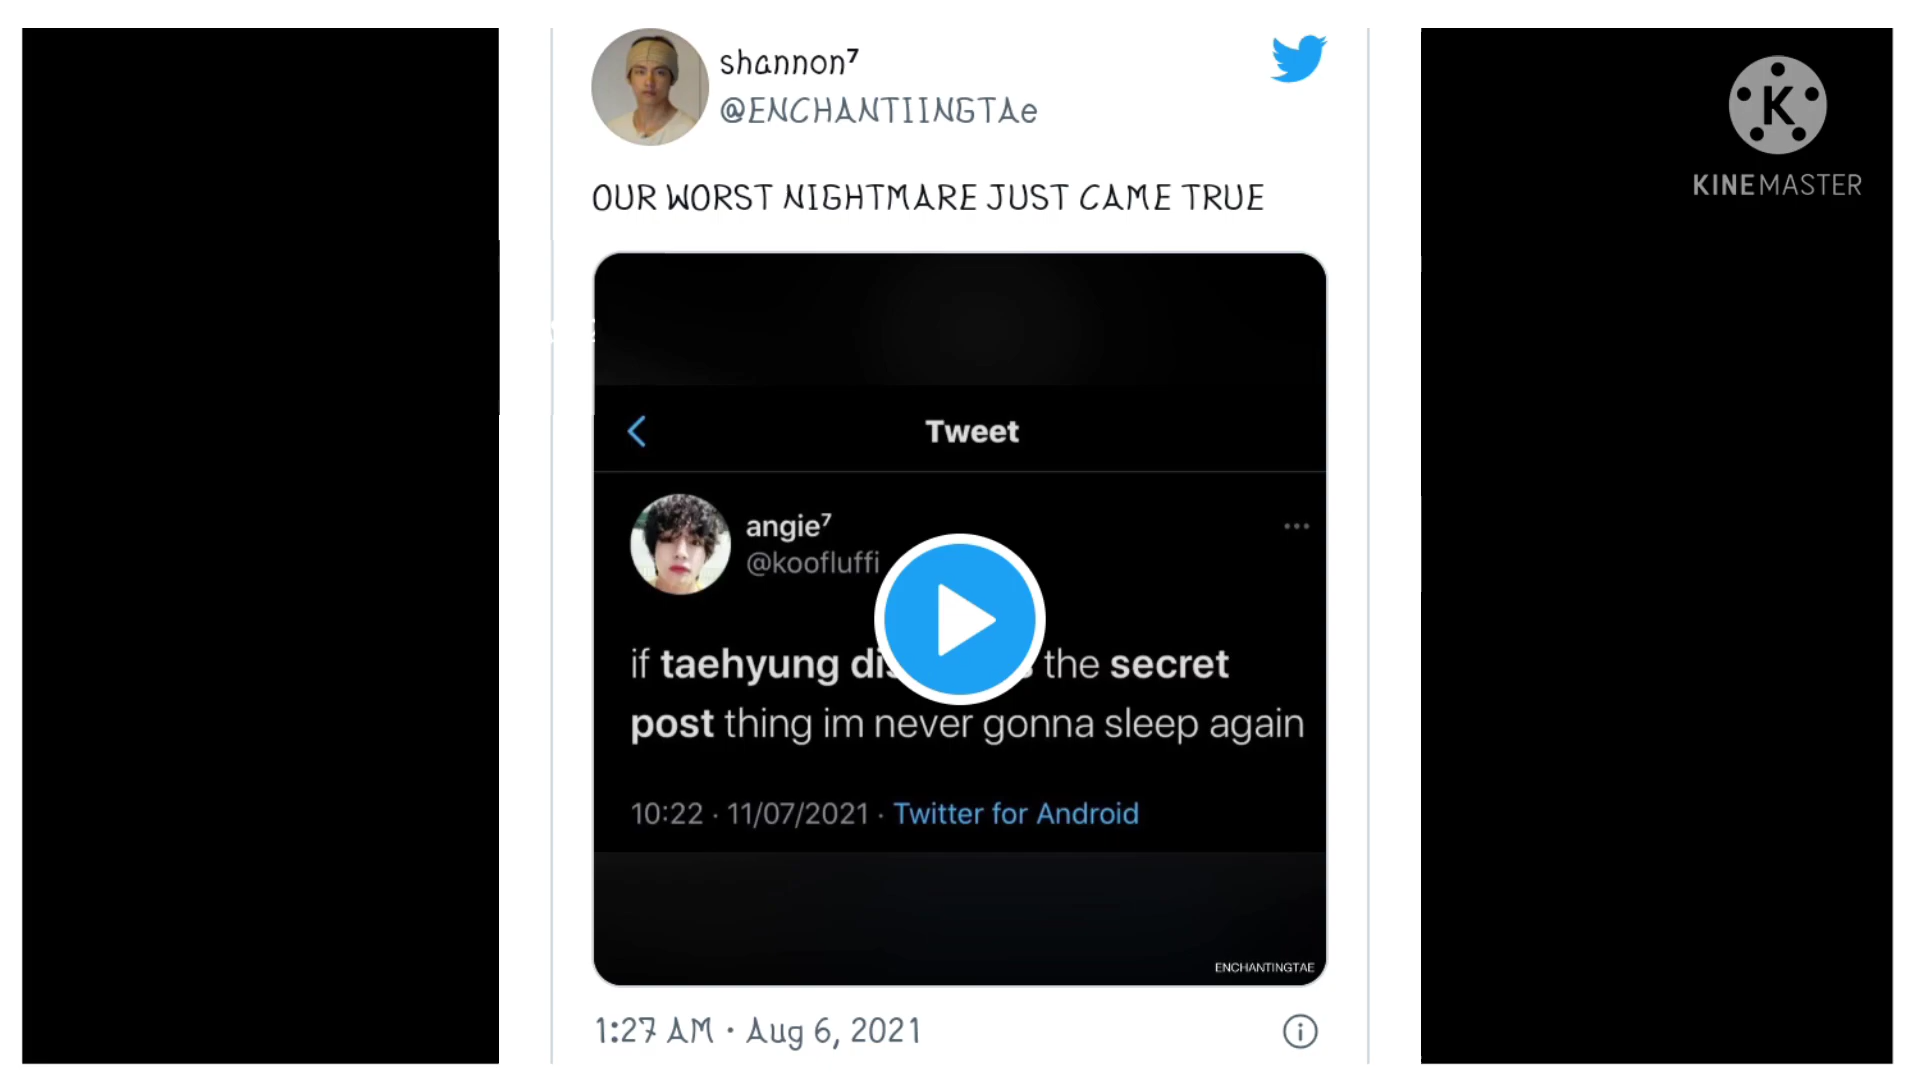 shannon⁷
@ENCHANTIINGTAe
OUR WORST NIGHTMARE JUST CAME TRUE
K
KINEMASTER
Tweet
angie⁷
@koofluffi
if taehyung the secret
post thing im never gonna sleep again
10:22 · 11/07/2021 · Twitter for Android
ENCHANTINGTAE
1:27 AM · Aug 6, 2021